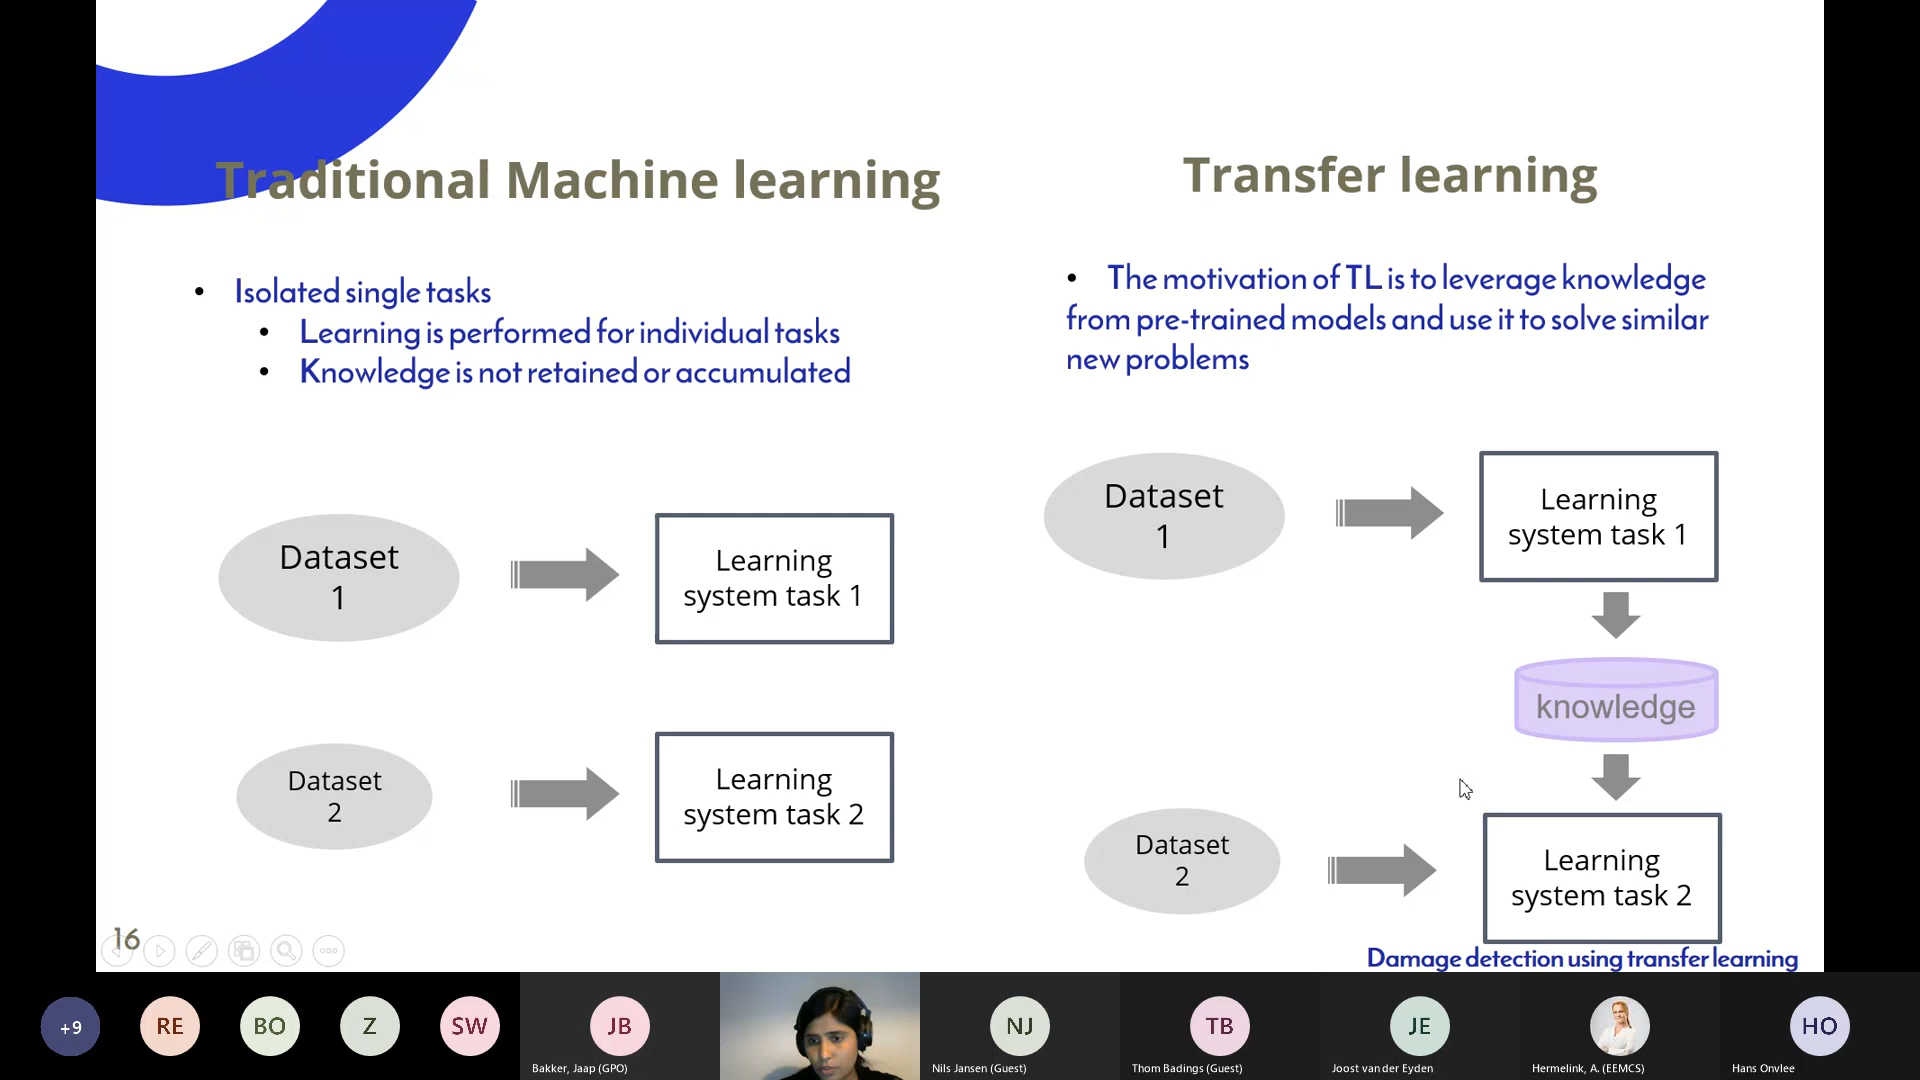 Traditional Machine learning
• Isolated single tasks
• Learning is performed for individual tasks
• Knowledge is not retained or accumulated
Dataset
1
Learning
system task 1
Dataset
2
Learning
system task 2
Transfer learning
• The motivation of TL is to leverage knowledge
from pre-trained models and use it to solve similar
new problems
Dataset
1
Learning
system task 1
knowledge
Dataset
2
Learning
system task 2
16
Damage detection using transfer learning
+9
RE
BO
Z
SW
JB
Bakker, Jaap (GPO)
NJ
Nils Jansen (Guest)
TB
Thom Badings (Guest)
JE
Joost van der Eyden
Hermelink, A. (EEMCS)
HO
Hans Onvlee